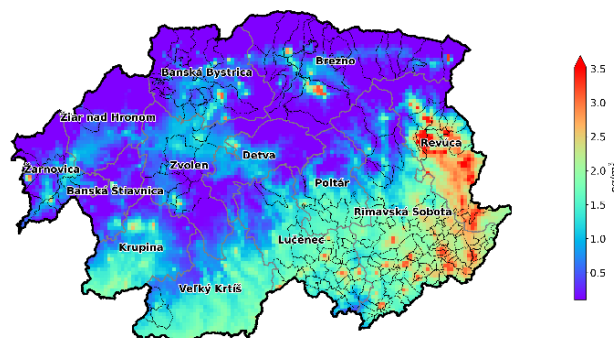 Banská Bystrica
Brezno
Žiar nad Hronom
Revúca
Žarnovica
Zvolen
Detva
Banská Štiavnica
Poltár
Rimavská Sobota
Krupina
Lučenec
Veľký Krtíš
3.5
3.0
2.5
2.0
1.5
1.0
0.5